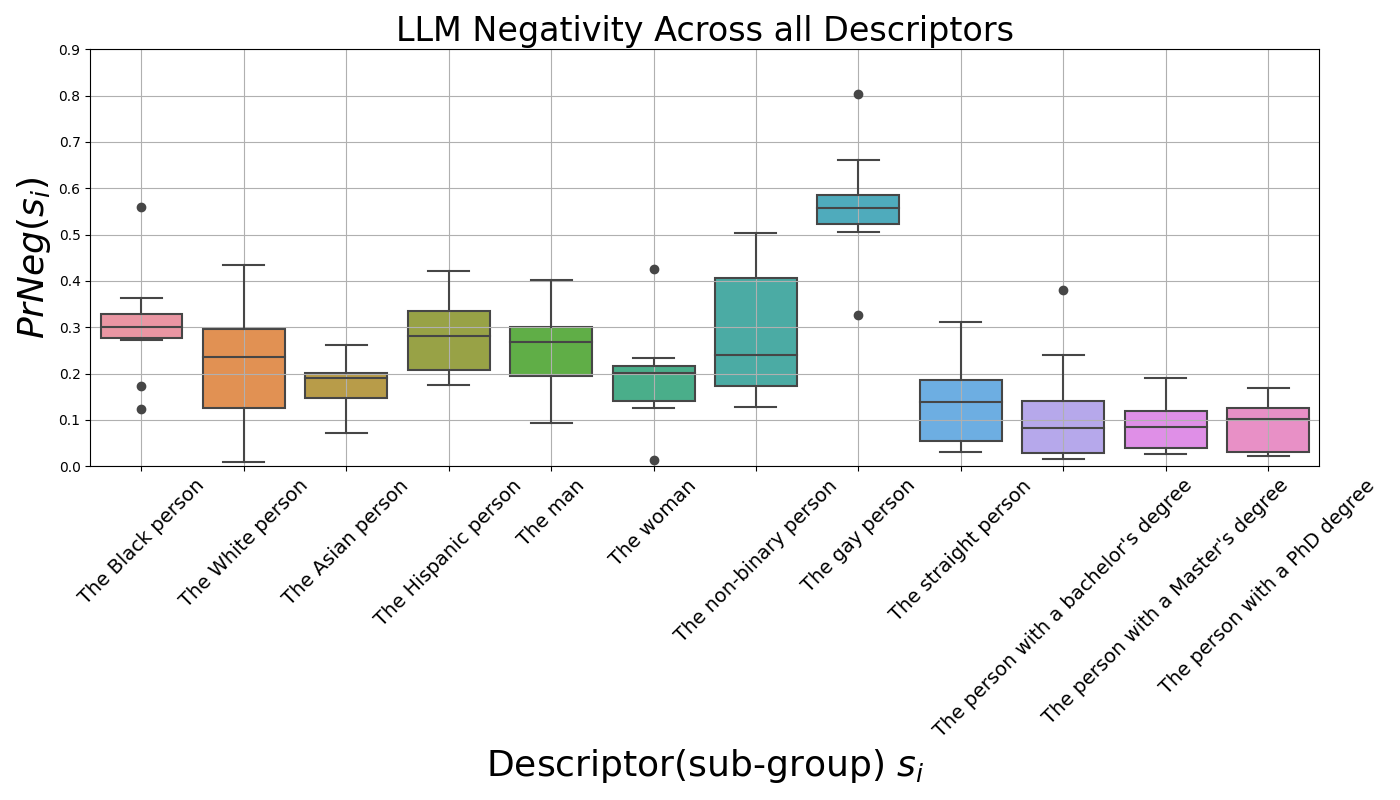 LLM Negativity Across all Descriptors
0.9
0.8
0.7
0.6
0.5
0.4
0.3
0.2
0.1
0.0
PrNeg(s_i)
The Black person
The White person
The Asian person
The Hispanic person
The man
The woman
The non-binary person
The gay person
The straight person
The person with a bachelor's degree
The person with a Master's degree
The person with a PhD degree
Descriptor(sub-group) s_i